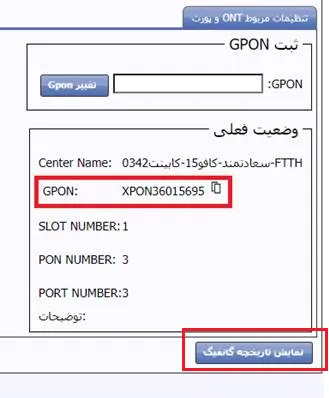 تنظیمات مربوط ONT و پورت
ثبت GPON
GPON: تغییر Gpon
وضعیت فعلی
Center Name: سعادتمند-کافو15-کابینت0342-FTTH
GPON: XPON36015695
SLOT NUMBER: 1
PON NUMBER: 3
PORT NUMBER: 3
توضیحات:
نمایش تاریخچه کانفیگ